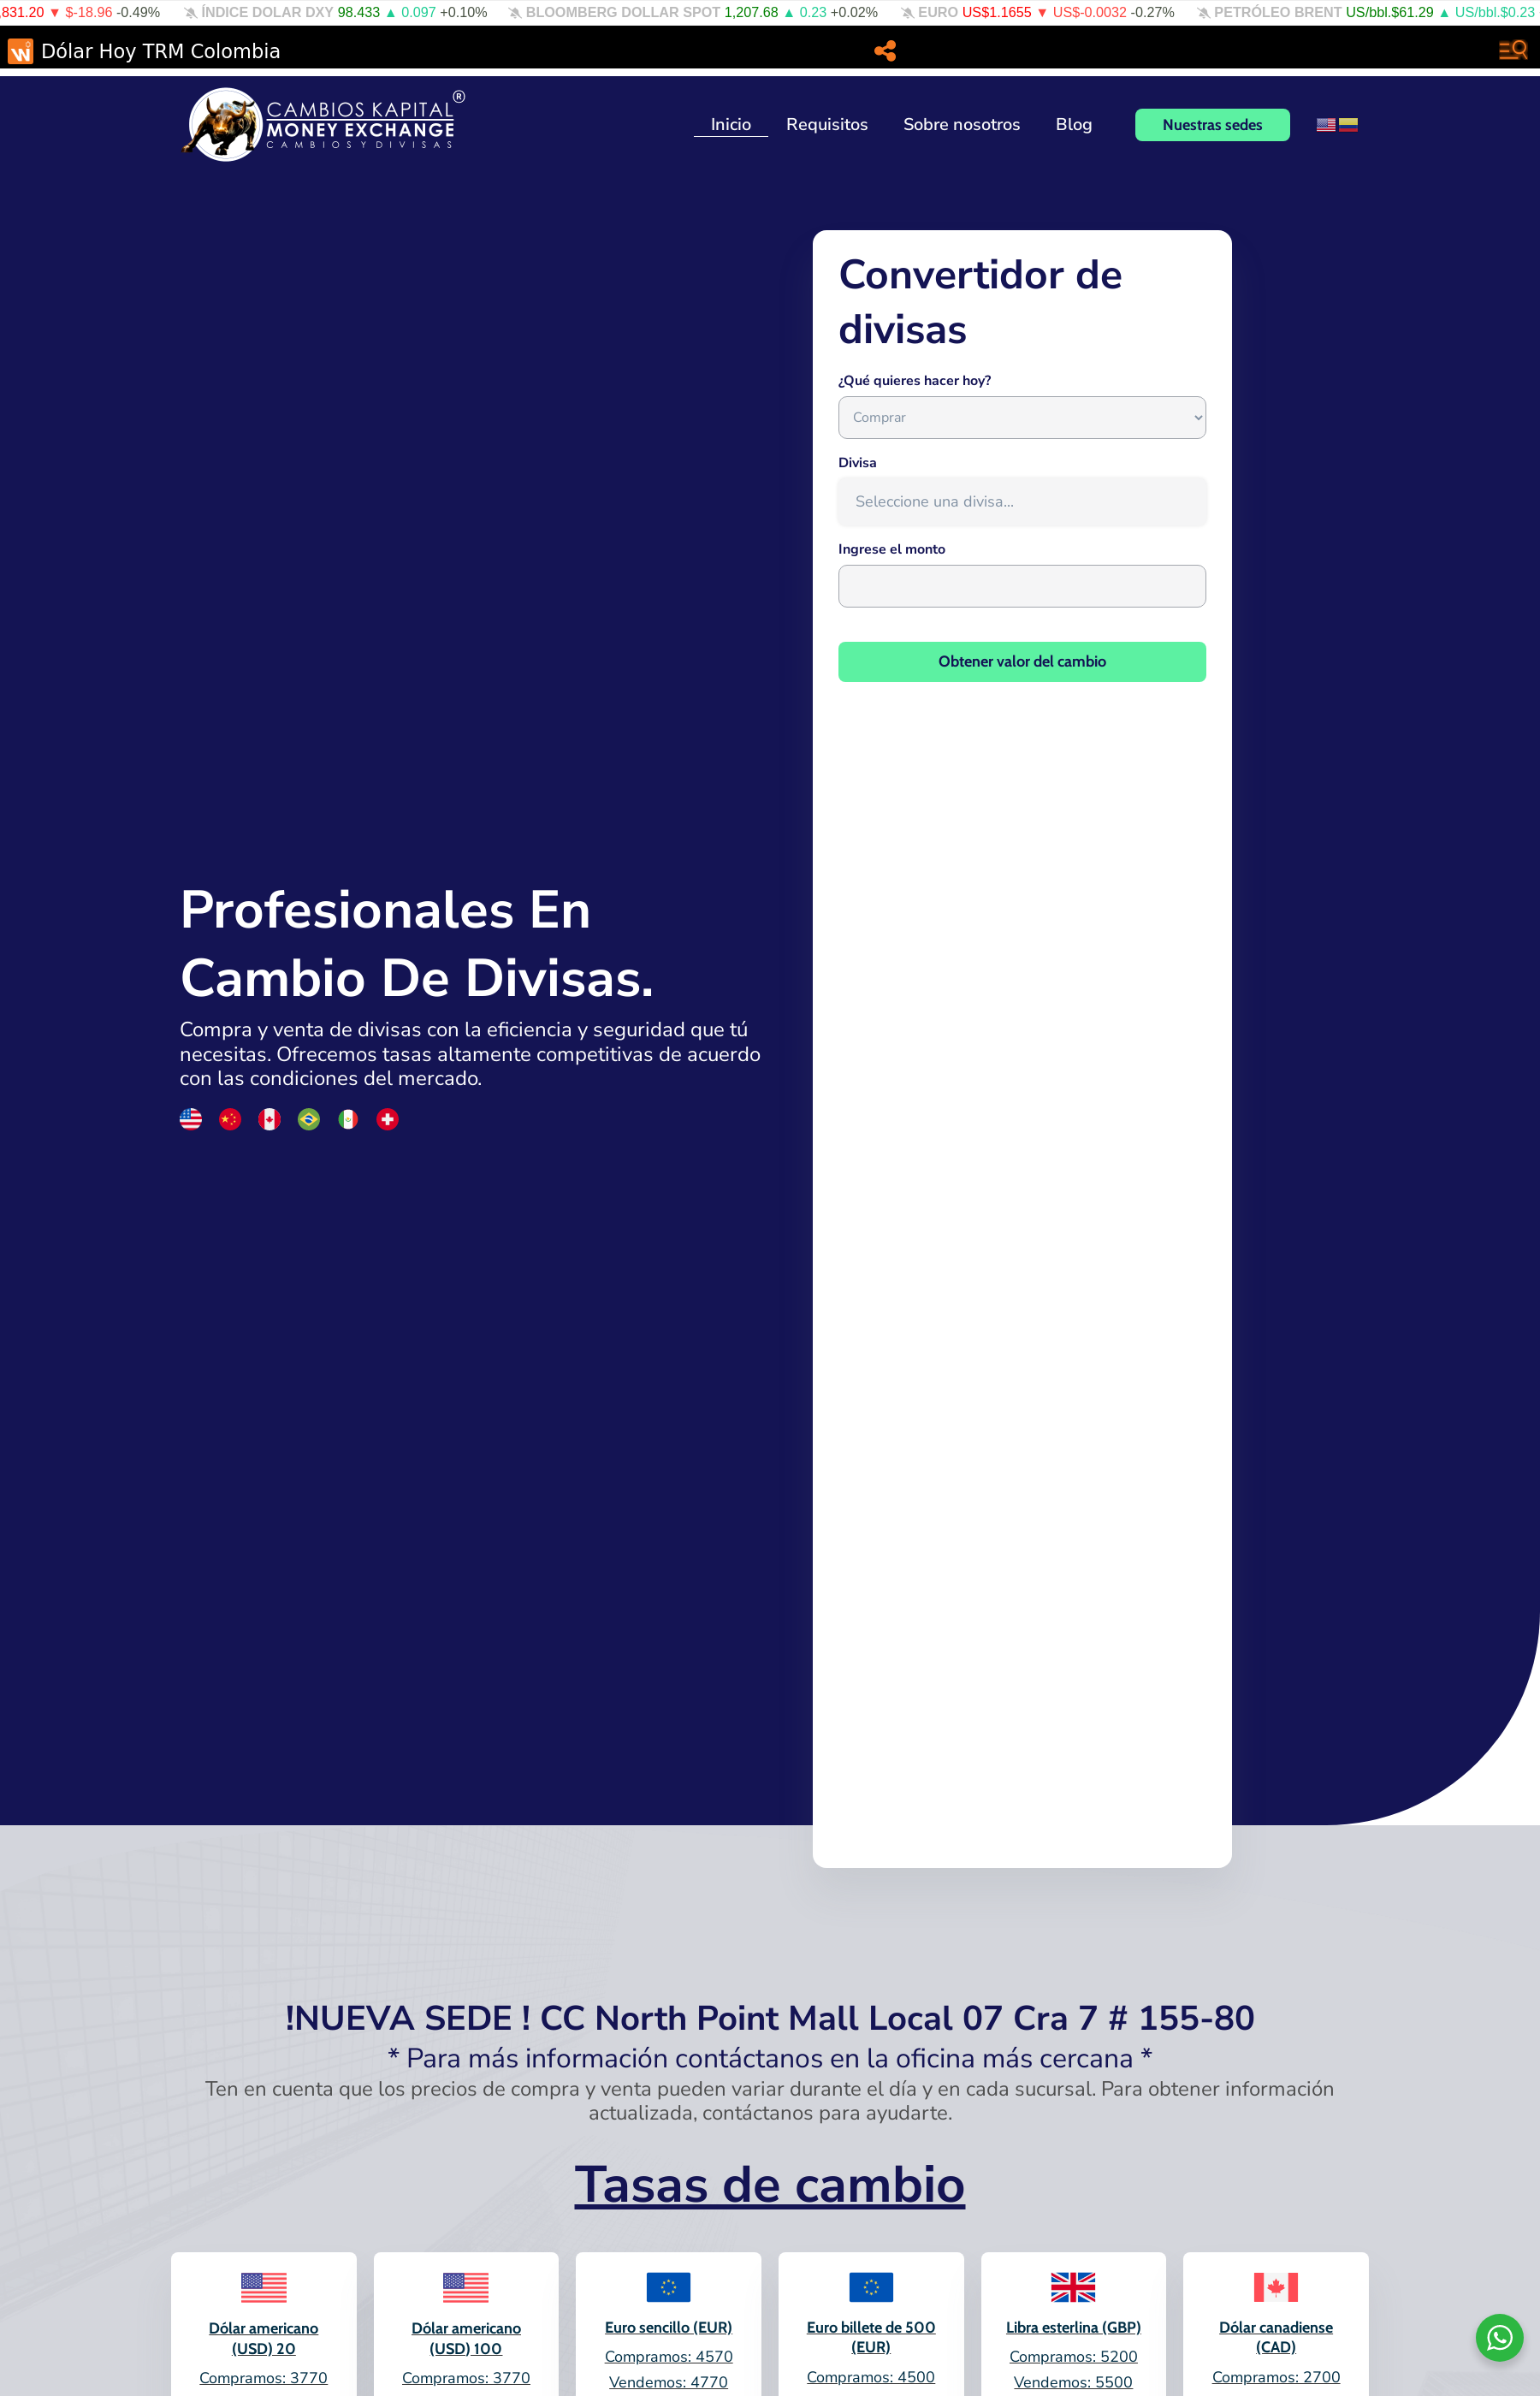 ,831.20 ▼ $-18.96 -0.49% ÍNDICE DOLAR DXY 98.433 ▲ 0.097 +0.10% BLOOMBERG DOLLAR SPOT 1,207.68 ▲ 0.23 +0.02% EURO US$1.1655 ▼ US$-0.0032 -0.27% PETRÓLEO BRENT US/bbl.$61.29 ▲ US/bbl.$0.23
Dólar Hoy TRM Colombia
CAMBIOS KAPITAL®
MONEY EXCHANGE
CAMBIOS Y DIVISAS
Inicio Requisitos Sobre nosotros Blog Nuestras sedes
Convertidor de
divisas
¿Qué quieres hacer hoy?
Comprar
Divisa
Seleccione una divisa...
Ingrese el monto
Obtener valor del cambio
Profesionales En
Cambio De Divisas.
Compra y venta de divisas con la eficiencia y seguridad que tú
necesitas. Ofrecemos tasas altamente competitivas de acuerdo
con las condiciones del mercado.
!NUEVA SEDE ! CC North Point Mall Local 07 Cra 7 # 155-80
* Para más información contáctanos en la oficina más cercana *
Ten en cuenta que los precios de compra y venta pueden variar durante el día y en cada sucursal. Para obtener información
actualizada, contáctanos para ayudarte.
Tasas de cambio
Dólar americano
(USD) 20
Compramos: 3770
Dólar americano
(USD) 100
Compramos: 3770
Euro sencillo (EUR)
Compramos: 4570
Vendemos: 4770
Euro billete de 500
(EUR)
Compramos: 4500
Libra esterlina (GBP)
Compramos: 5200
Vendemos: 5500
Dólar canadiense
(CAD)
Compramos: 2700